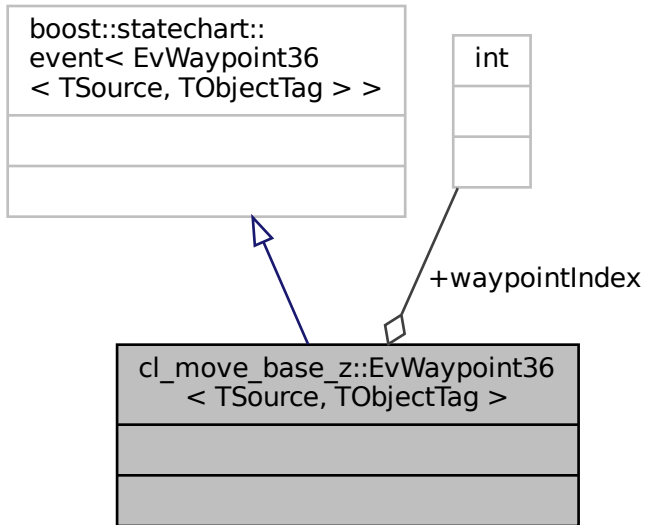 boost::statechart::
event< EvWaypoint36
< TSource, TObjectTag > >
int
+waypointIndex
cl_move_base_z::EvWaypoint36
< TSource, TObjectTag >